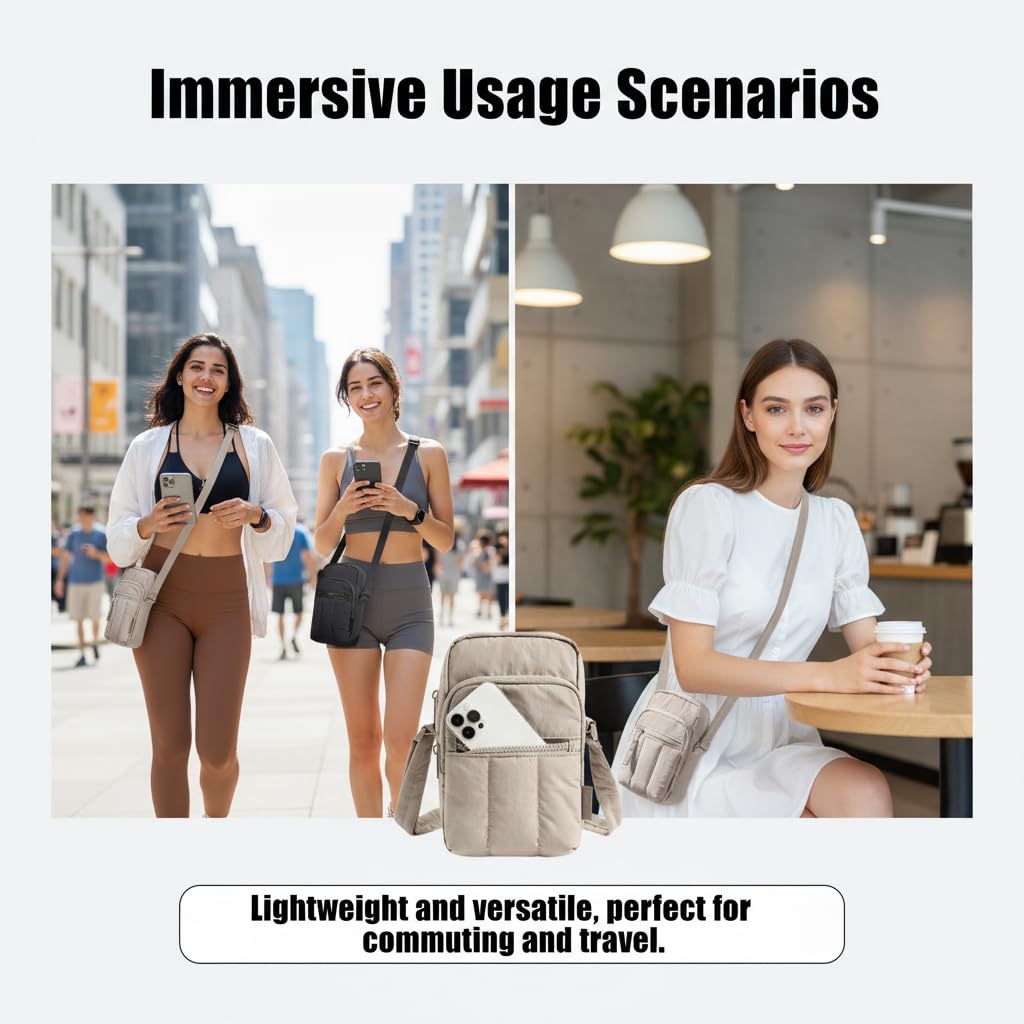 Immersive Usage Scenarios
Lightweight and versatile, perfect for
commuting and travel.